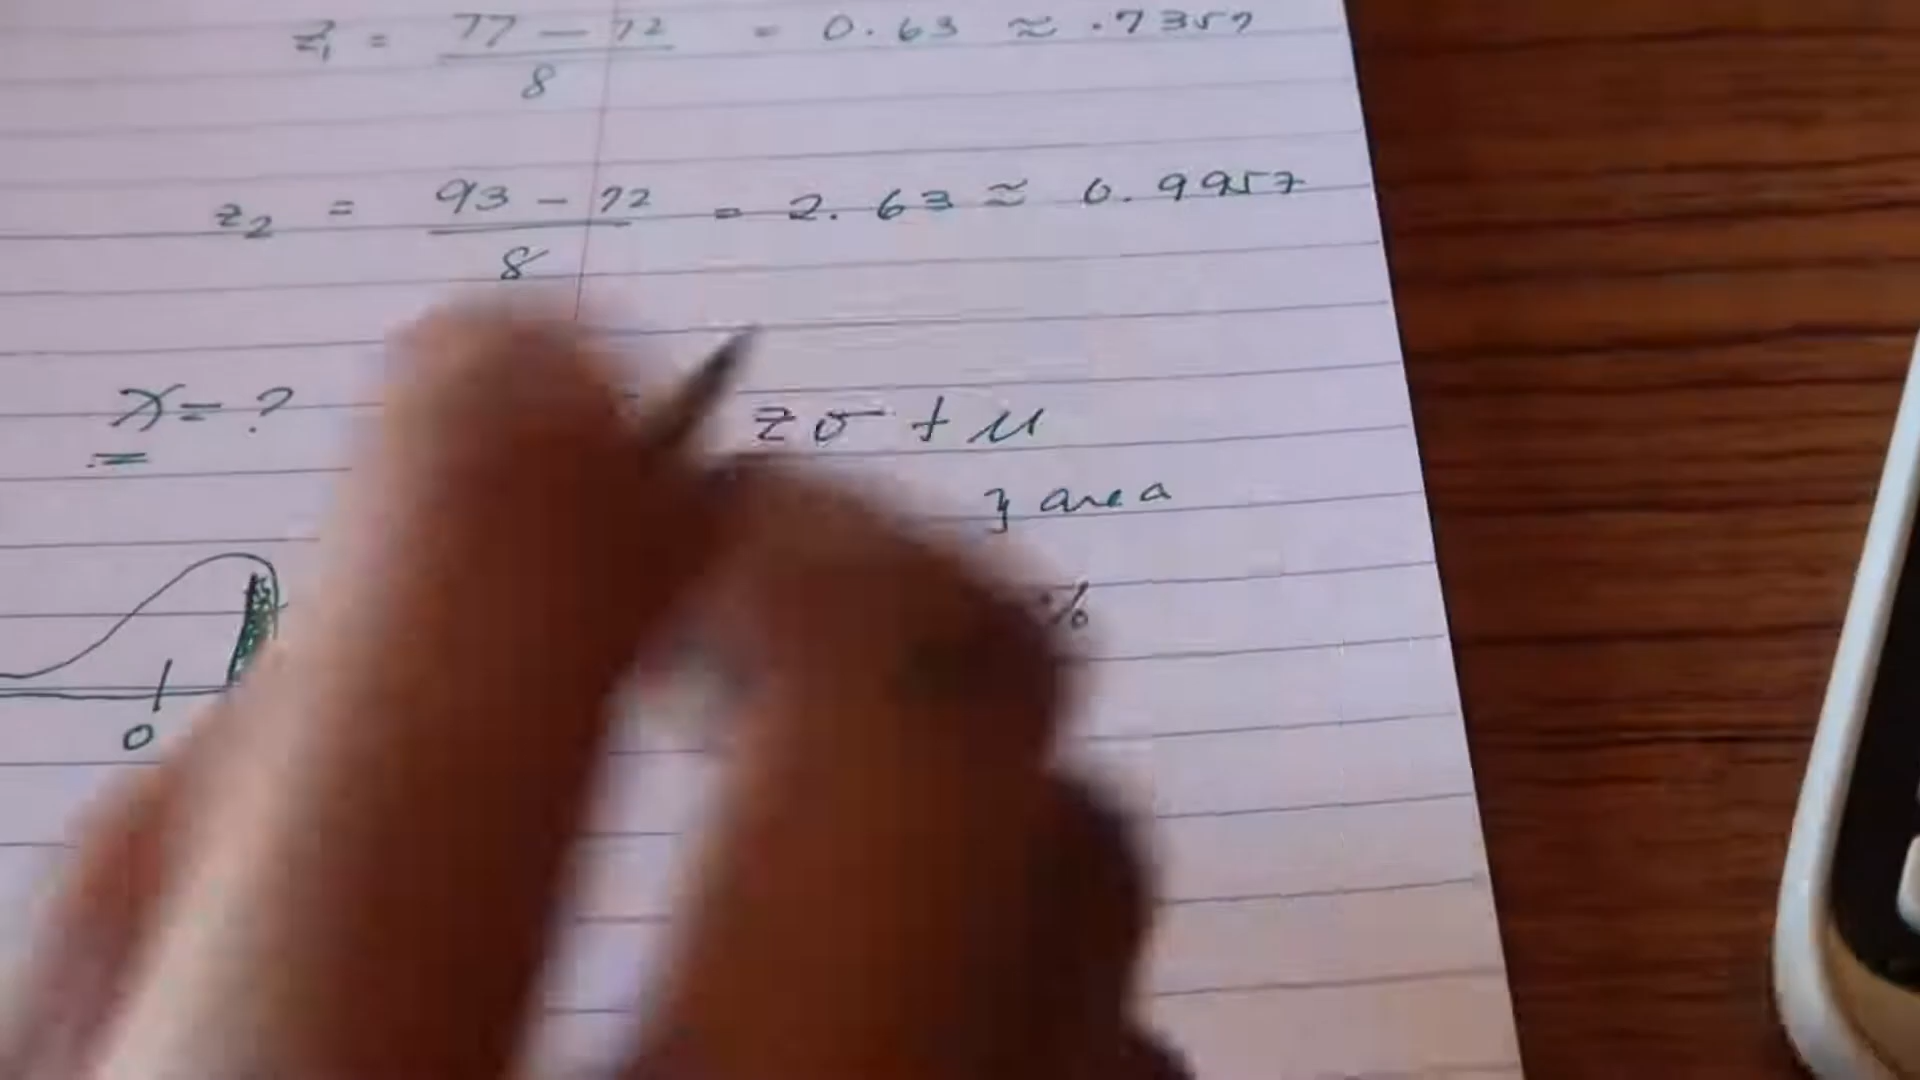 z₁ = 77 - 72 / 8 = 0.63 ≈ .7357
z₂ = 93 - 72 / 8 = 2.63 ≈ 0.9957
x = ?
zσ + μ
} area
%
0